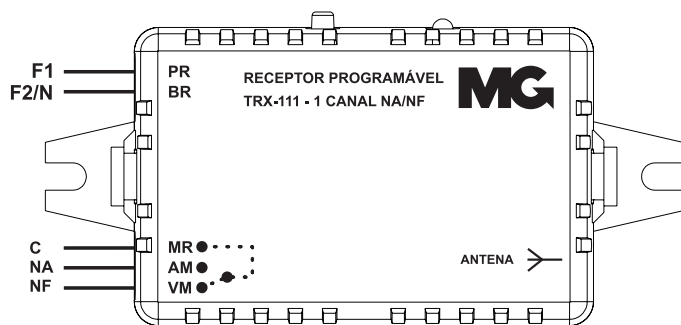 F1 PR RECEPTOR PROGRAMÁVEL MG
F2/N BR TRX-111 - 1 CANAL NA/NF
C MR
NA AM ANTENA
NF VM